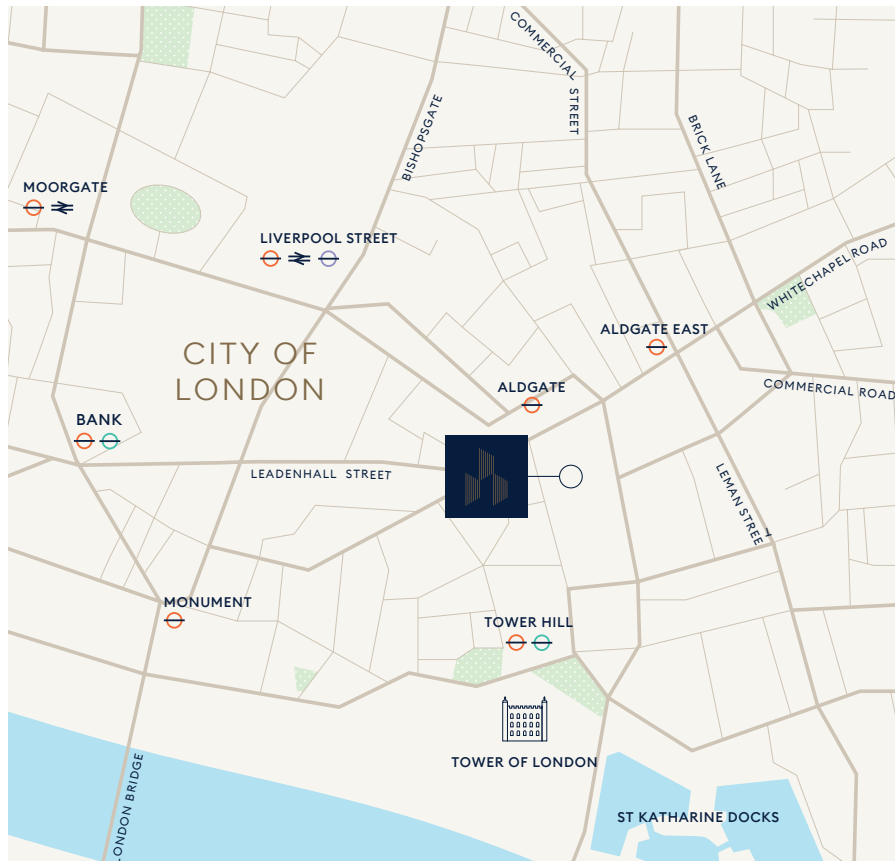 COMMERCIAL STREET
BISHOPSGATE
BRICK LANE
MOORGATE
LIVERPOOL STREET
WHITECHAPEL ROAD
ALDGATE EAST
CITY OF
LONDON
ALDGATE
COMMERCIAL ROAD
BANK
LEADENHALL STREET
LEMAN STREET
MONUMENT
TOWER HILL
TOWER OF LONDON
LONDON BRIDGE
ST KATHARINE DOCKS